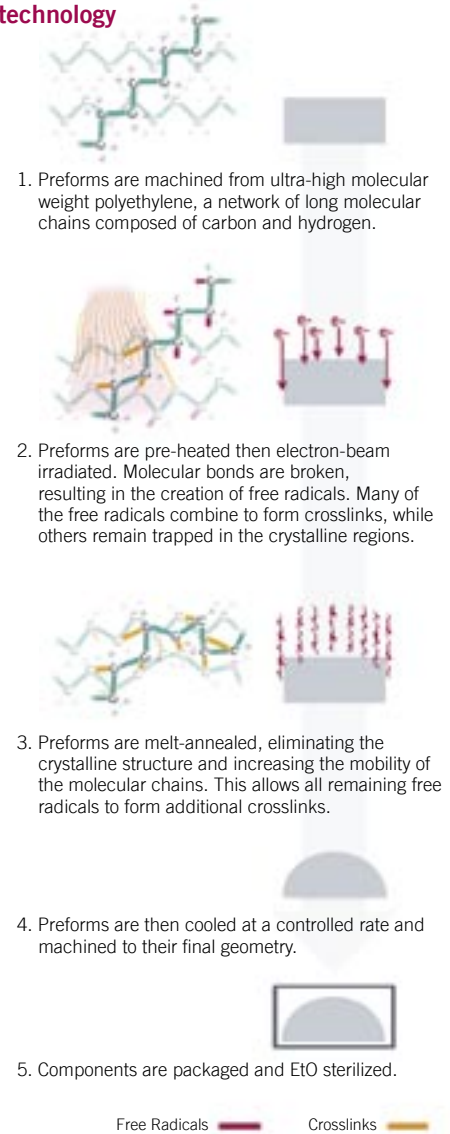 technology
1. Preforms are machined from ultra-high molecular
weight polyethylene, a network of long molecular
chains composed of carbon and hydrogen.
2. Preforms are pre-heated then electron-beam
irradiated. Molecular bonds are broken,
resulting in the creation of free radicals. Many of
the free radicals combine to form crosslinks, while
others remain trapped in the crystalline regions.
3. Preforms are melt-annealed, eliminating the
crystalline structure and increasing the mobility of
the molecular chains. This allows all remaining free
radicals to form additional crosslinks.
4. Preforms are then cooled at a controlled rate and
machined to their final geometry.
5. Components are packaged and EtO sterilized.
Free Radicals Crosslinks